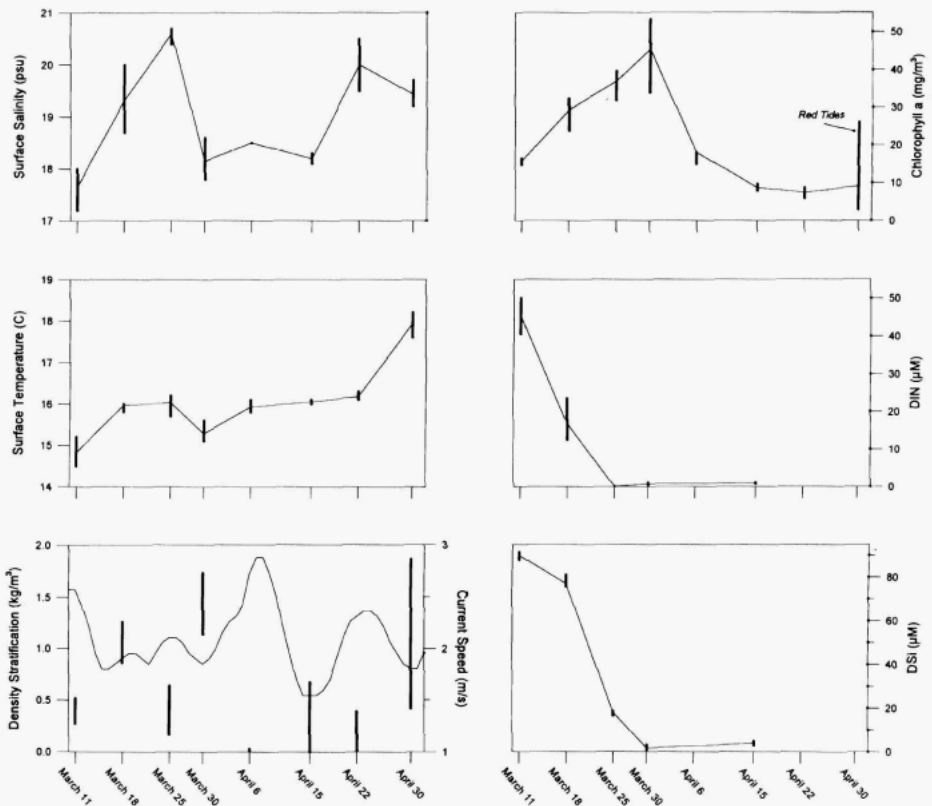 21
20
19
18
17
Surface Salinity (psu)
50
40
30
20
10
0
Chlorophyll a (mg/m³)
Red Tides
19
18
17
16
15
14
Surface Temperature (C)
50
40
30
20
10
0
DIN (µM)
2.0
1.5
1.0
0.5
0.0
Density Stratification (kg/m³)
3
2
1
Current Speed
(m/s)
80
60
40
20
0
DSi (µM)
March 11
March 18
March 25
March 30
April 6
April 15
April 22
April 30
March 11
March 18
March 25
March 30
April 6
April 15
April 22
April 30